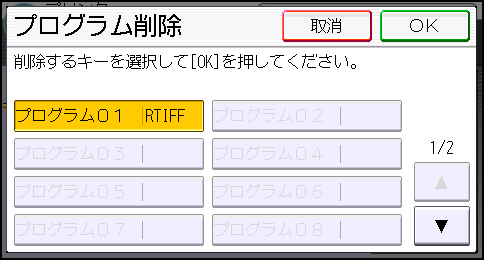 プログラム削除 取消 OK
削除するキーを選択して[OK]を押してください。
プログラム01 RTIFF プログラム02
プログラム03 プログラム04
1/2
プログラム05 プログラム06
▲
プログラム07 プログラム08
▼